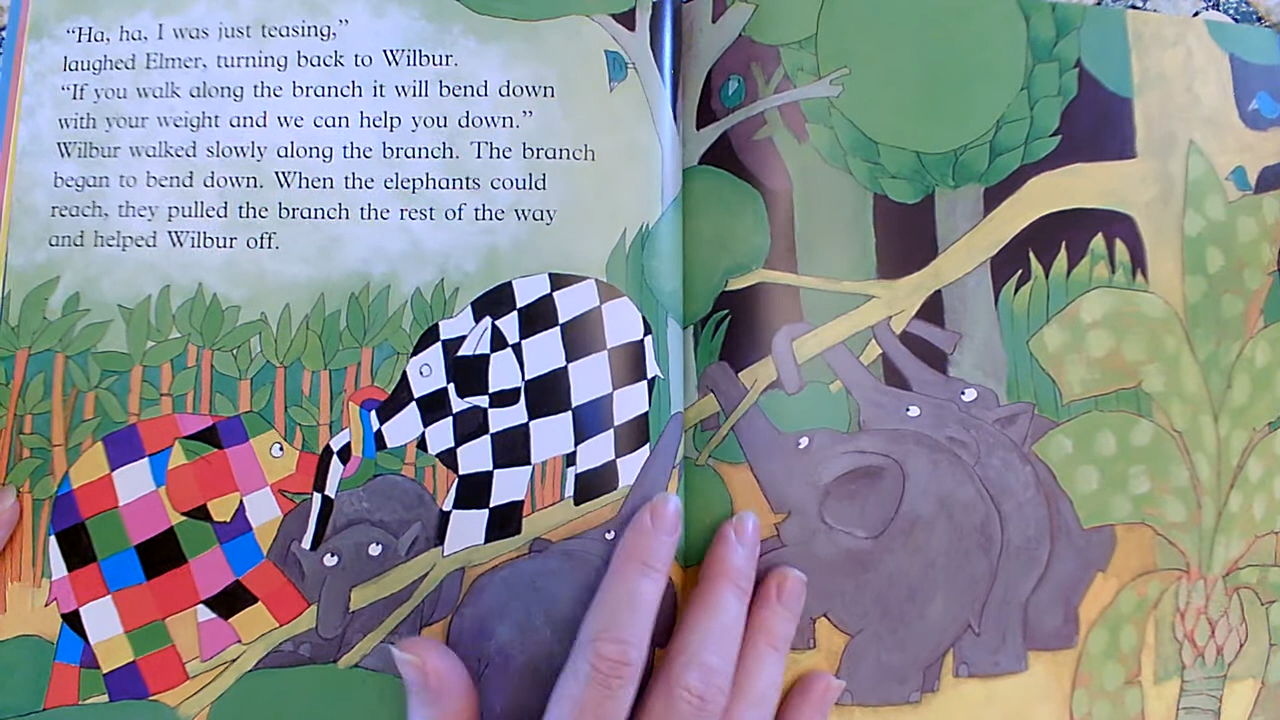 “Ha, ha, I was just teasing,”
laughed Elmer, turning back to Wilbur.
“If you walk along the branch it will bend down
with your weight and we can help you down.”
Wilbur walked slowly along the branch. The branch
began to bend down. When the elephants could
reach, they pulled the branch the rest of the way
and helped Wilbur off.